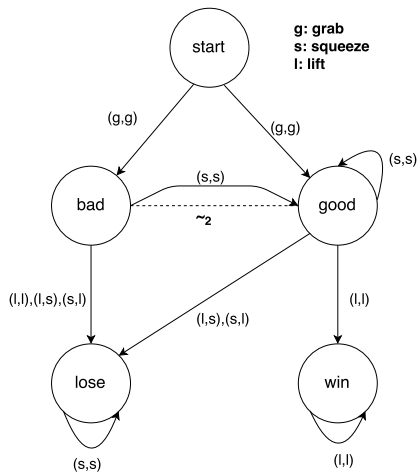 g: grab
s: squeeze
l: lift
start
(g,g)
(g,g)
(s,s)
(s,s)
bad
good
~2
(l,l),(l,s),(s,l)
(l,s),(s,l)
(l,l)
lose
win
(s,s)
(l,l)